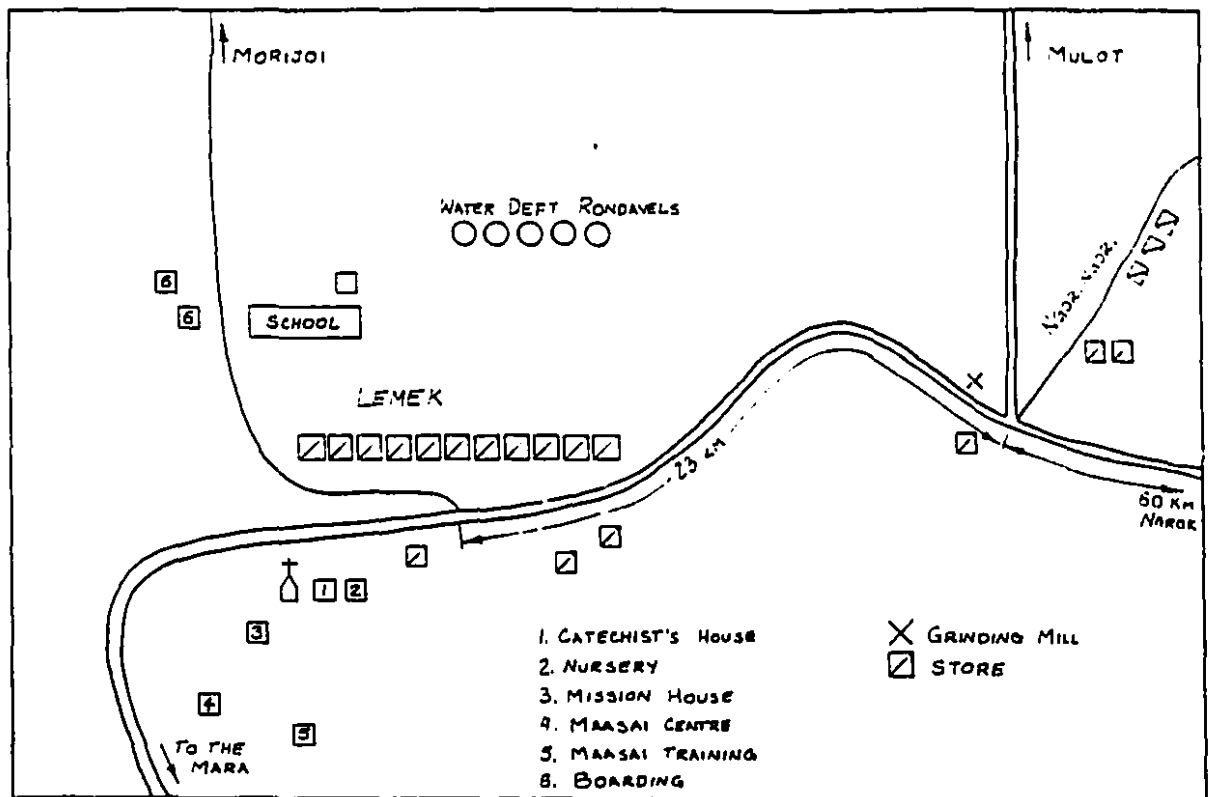 MORIJOI
MULOT
WATER DEPT RONDAVELS
6
6
SCHOOL
LEMEK
23 KM
60 KM
NAROK
1
2
3
4
5
TO THE
MARA
1. CATECHIST'S HOUSE
2. NURSERY
3. MISSION HOUSE
4. MAASAI CENTRE
5. MAASAI TRAINING
6. BOARDING
GRINDING MILL
STORE